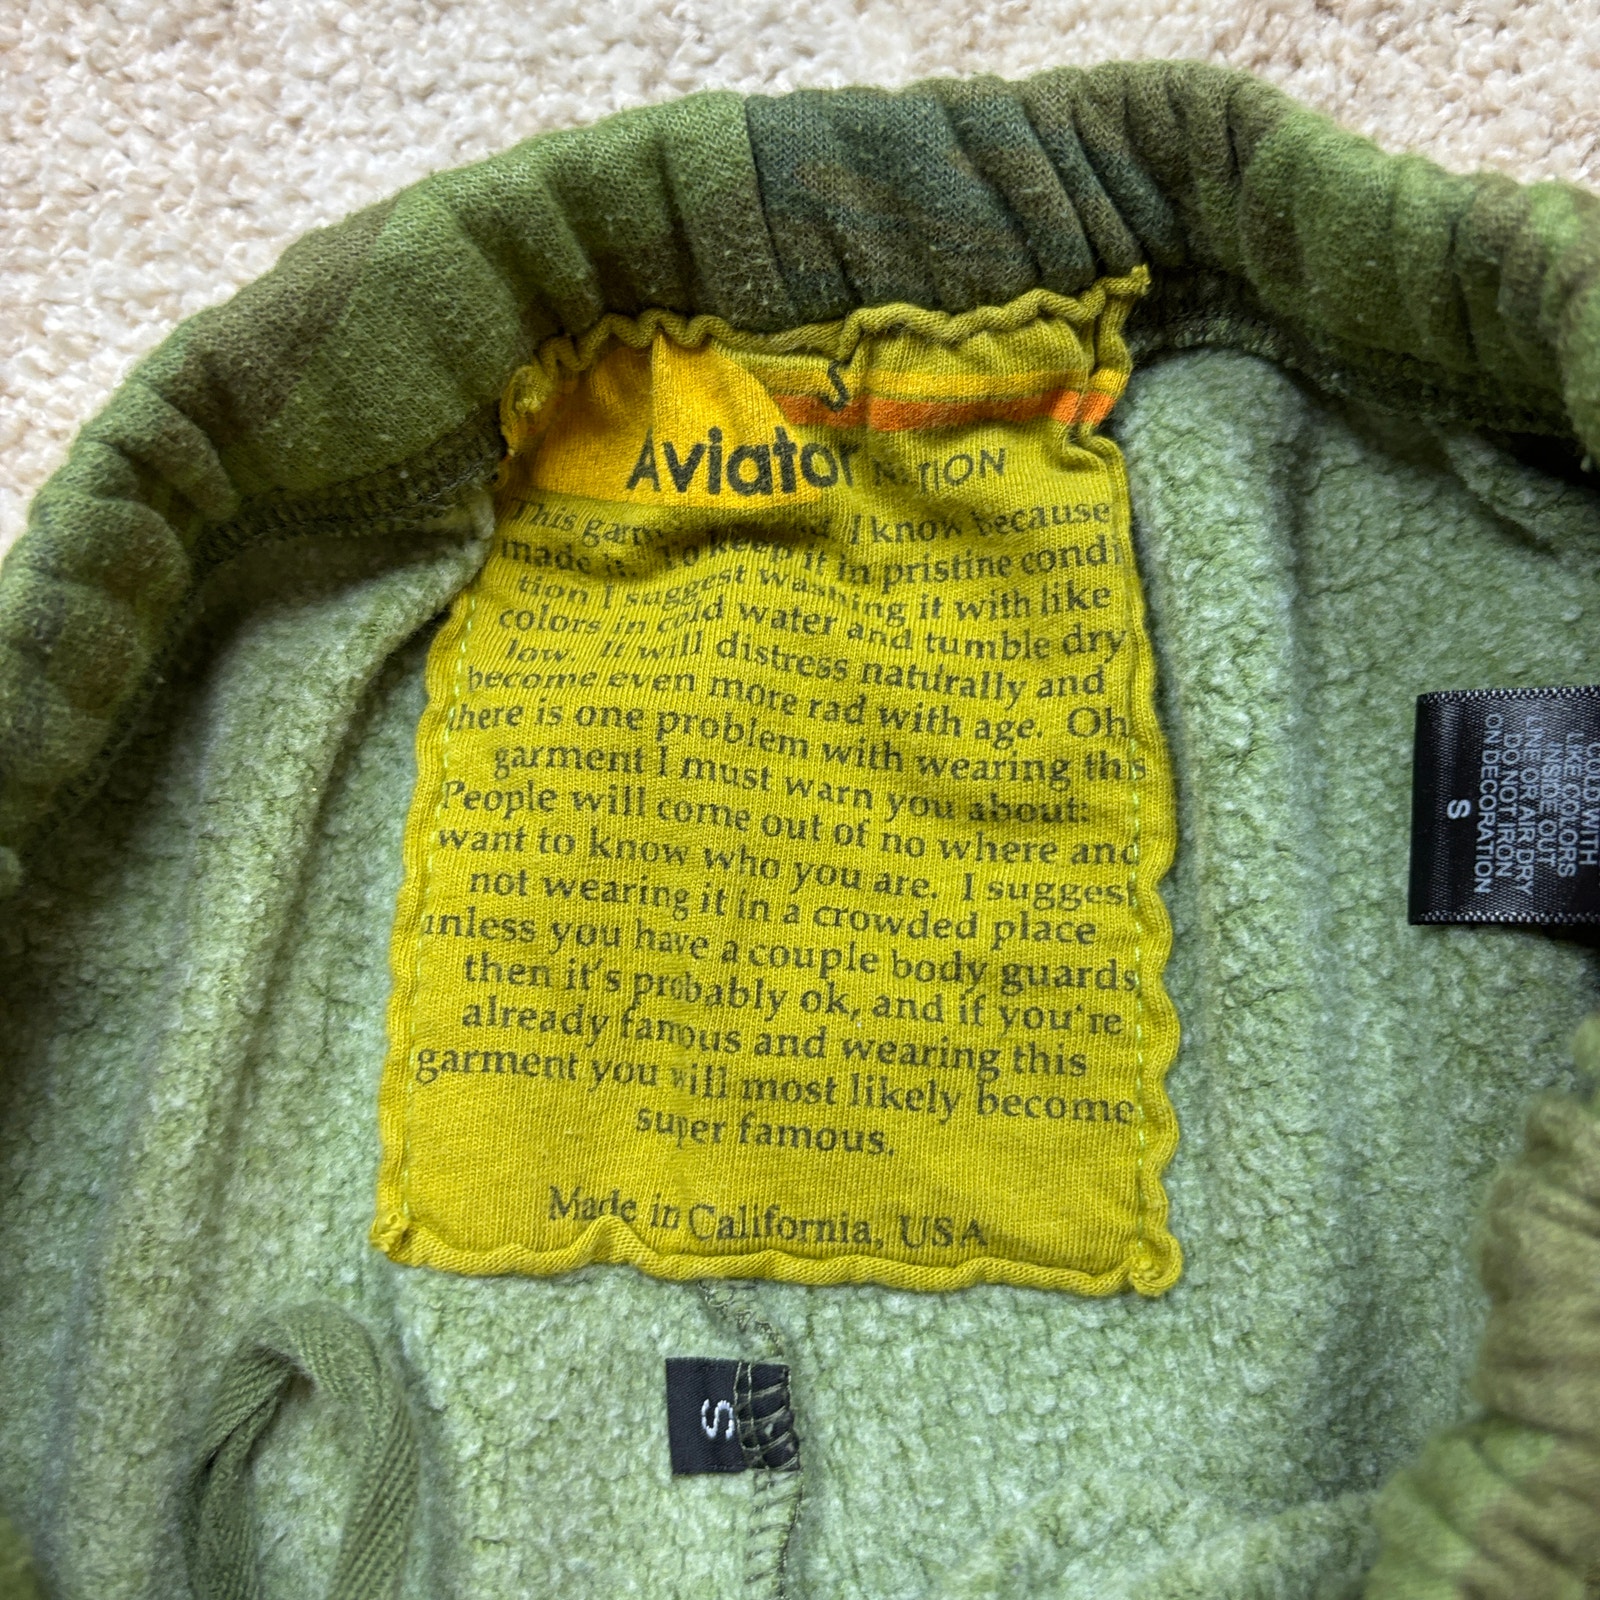 Aviator NATION
This garm I know because
made it. To keep it in pristine condi
tion I suggest washing it with like
colors in cold water and tumble dry
low. It will distress naturally and
become even more rad with age. Oh
there is one problem with wearing this
garment I must warn you about:
People will come out of no where and
want to know who you are. I suggest
not wearing it in a crowded place
unless you have a couple body guards
then it's probably ok, and if you're
already famous and wearing this
garment you will most likely become
super famous.
Made in California, USA
S
COLD WITH
LIKE COLORS
INSIDE OUT
LINE OR LAY DRY
DO NOT IRON
ON DECORATION
S